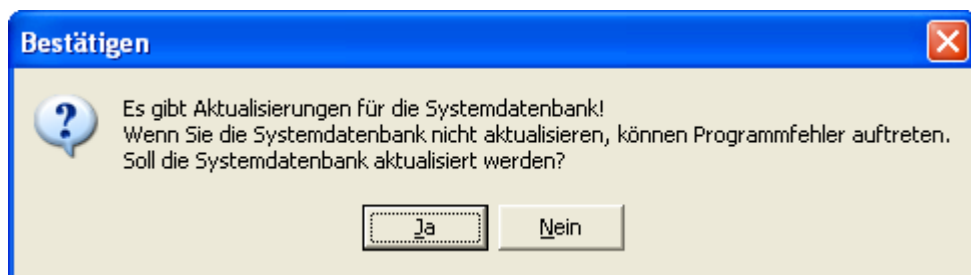 Bestätigen
Es gibt Aktualisierungen für die Systemdatenbank!
Wenn Sie die Systemdatenbank nicht aktualisieren, können Programmfehler auftreten.
Soll die Systemdatenbank aktualisiert werden?
Ja Nein